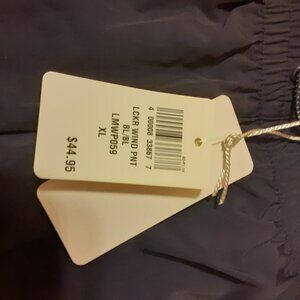 4 00008 33867 7
LCKR WIND PNT
BL/BL
LMWP059
XL
$44.95